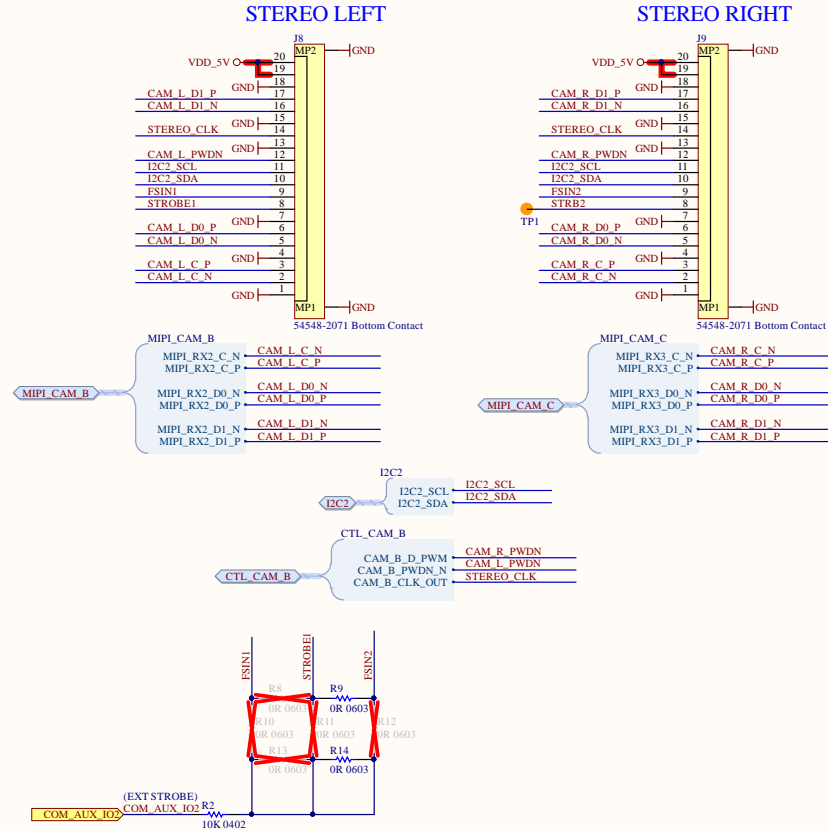 STEREO LEFT
STEREO RIGHT
J8
MP2
GND
VDD_5V
20
19
GND
18
CAM_L_D1_P
17
CAM_L_D1_N
16
GND
15
STEREO_CLK
14
GND
13
CAM_L_PWDN
12
I2C2_SCL
11
I2C2_SDA
10
FSIN1
9
STROBE1
8
GND
7
CAM_L_D0_P
6
CAM_L_D0_N
5
GND
4
CAM_L_C_P
3
CAM_L_C_N
2
GND
1
MP1
GND
54548-2071 Bottom Contact
J9
MP2
GND
VDD_5V
20
19
GND
18
CAM_R_D1_P
17
CAM_R_D1_N
16
GND
15
STEREO_CLK
14
GND
13
CAM_R_PWDN
12
I2C2_SCL
11
I2C2_SDA
10
FSIN2
9
STRB2
8
TP1
GND
7
CAM_R_D0_P
6
CAM_R_D0_N
5
GND
4
CAM_R_C_P
3
CAM_R_C_N
2
GND
1
MP1
GND
54548-2071 Bottom Contact
MIPI_CAM_B
MIPI_CAM_B
MIPI_RX2_C_N CAM_L_C_N
MIPI_RX2_C_P CAM_L_C_P
MIPI_RX2_D0_N CAM_L_D0_N
MIPI_RX2_D0_P CAM_L_D0_P
MIPI_RX2_D1_N CAM_L_D1_N
MIPI_RX2_D1_P CAM_L_D1_P
MIPI_CAM_C
MIPI_CAM_C
MIPI_RX3_C_N CAM_R_C_N
MIPI_RX3_C_P CAM_R_C_P
MIPI_RX3_D0_N CAM_R_D0_N
MIPI_RX3_D0_P CAM_R_D0_P
MIPI_RX3_D1_N CAM_R_D1_N
MIPI_RX3_D1_P CAM_R_D1_P
I2C2
I2C2
I2C2_SCL I2C2_SCL
I2C2_SDA I2C2_SDA
CTL_CAM_B
CTL_CAM_B
CAM_B_D_PWM CAM_R_PWDN
CAM_B_PWDN_N CAM_L_PWDN
CAM_B_CLK_OUT STEREO_CLK
FSIN1
STROBE1
FSIN2
R8
0R 0603
R9
0R 0603
R10
0R 0603
R11
0R 0603
R12
0R 0603
R13
0R 0603
R14
0R 0603
(EXT STROBE)
COM_AUX_IO2
COM_AUX_IO2
R2
10K 0402